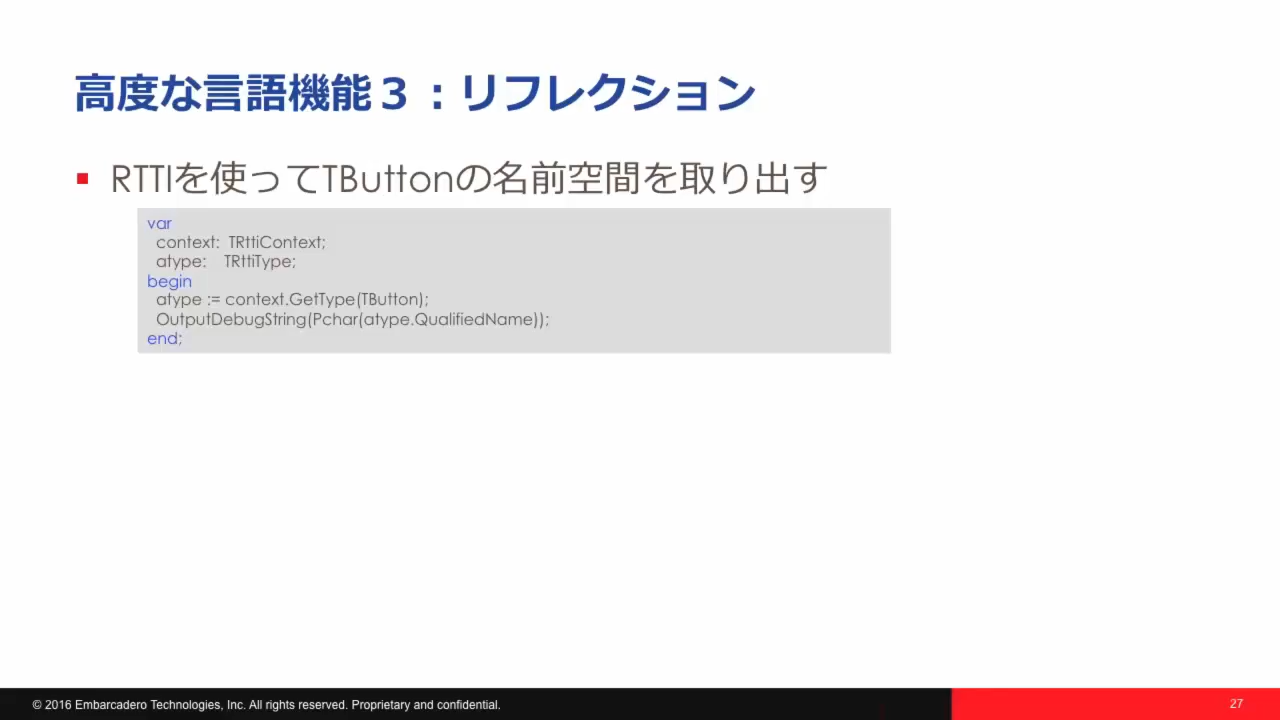 高度な言語機能３：リフレクション
▪ RTTIを使ってTButtonの名前空間を取り出す
var
  context:  TRttiContext;
  atype:    TRttiType;
begin
  atype := context.GetType(TButton);
  OutputDebugString(Pchar(atype.QualifiedName));
end;
© 2016 Embarcadero Technologies, Inc. All rights reserved. Proprietary and confidential.
27